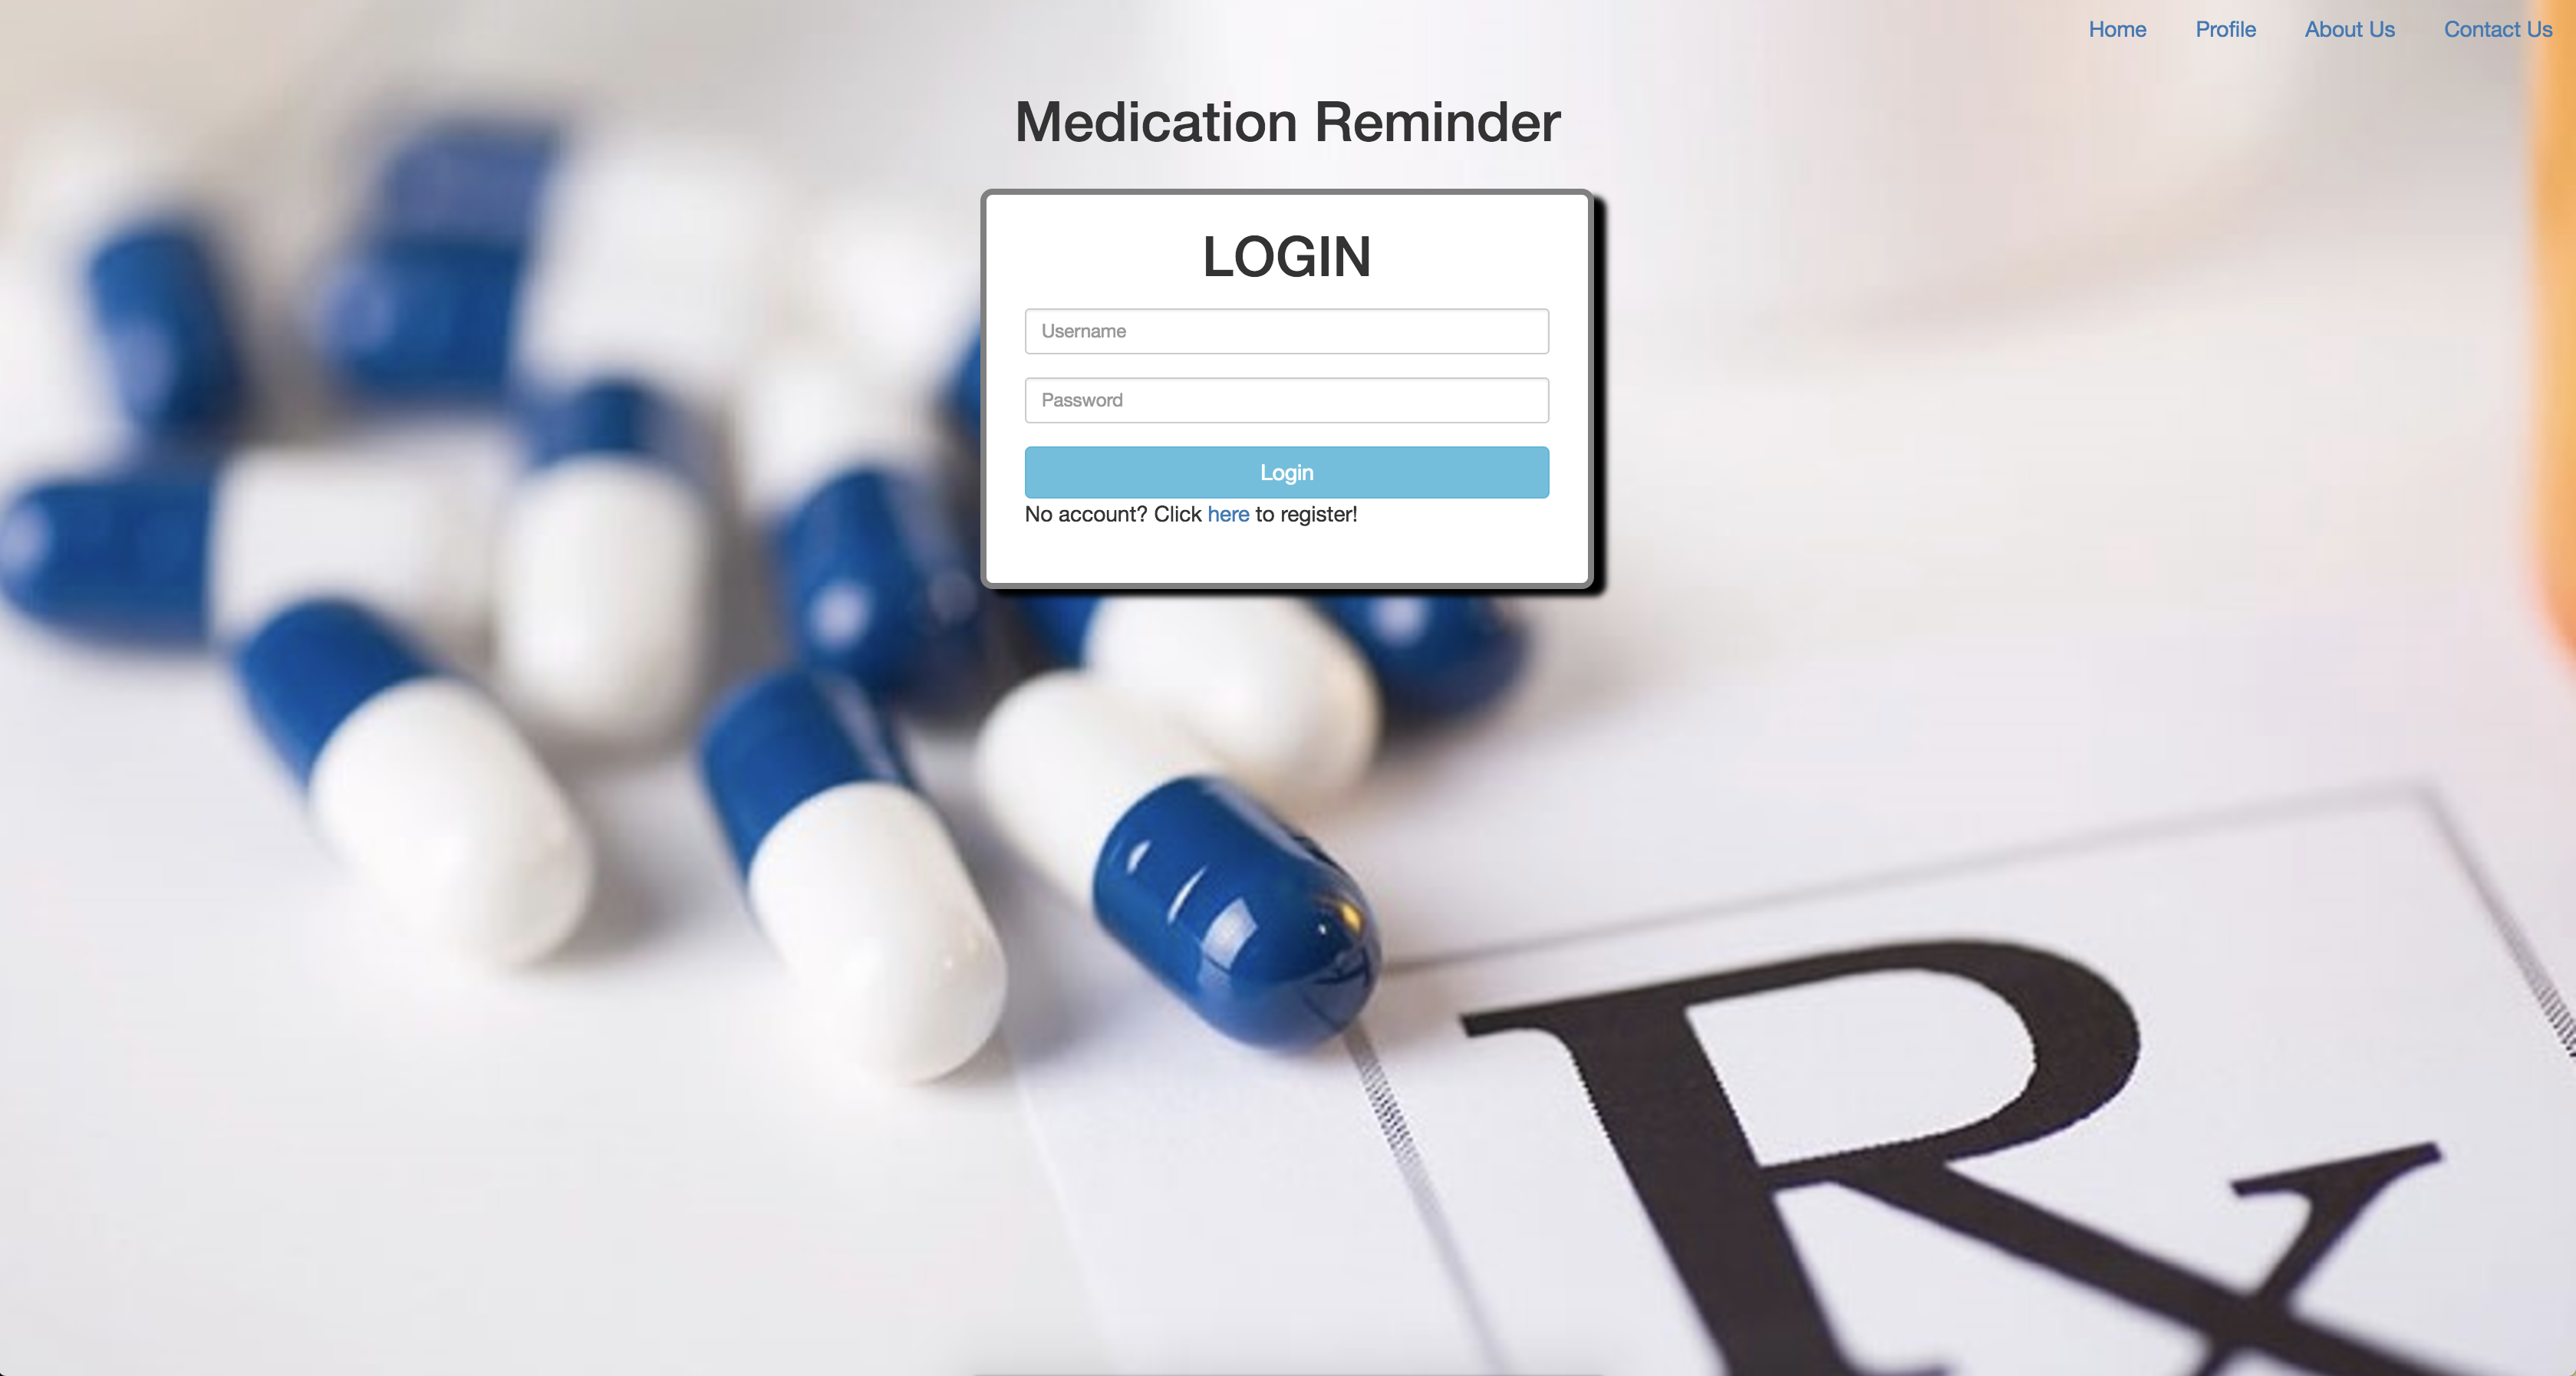 Home Profile About Us Contact Us
Medication Reminder
LOGIN
Username
Password
Login
No account? Click here to register!
Rx